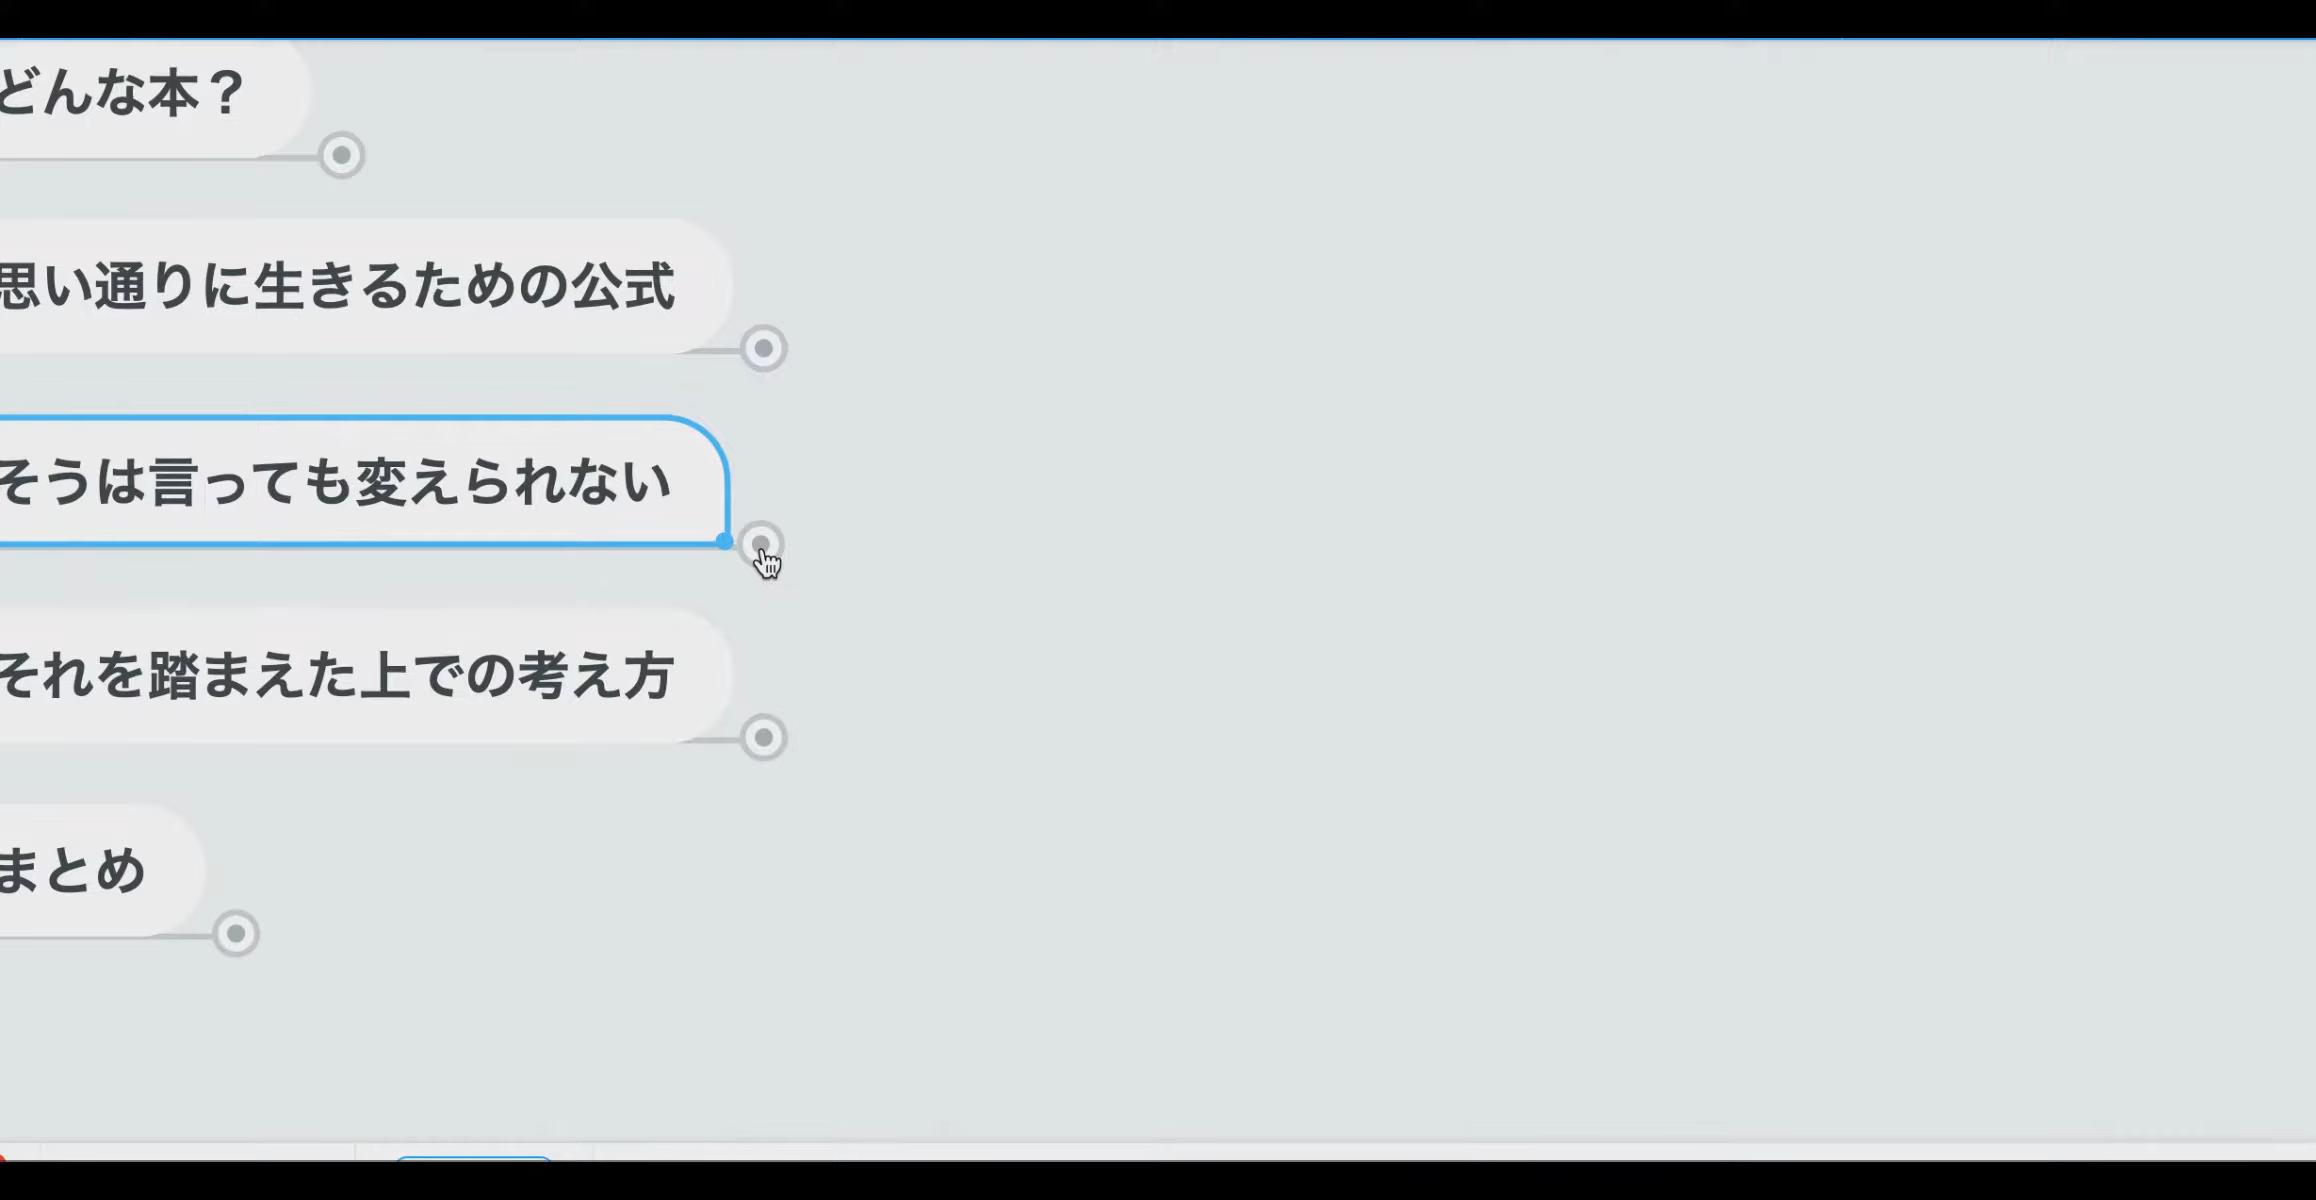 どんな本？
思い通りに生きるための公式
そうは言っても変えられない
それを踏まえた上での考え方
まとめ